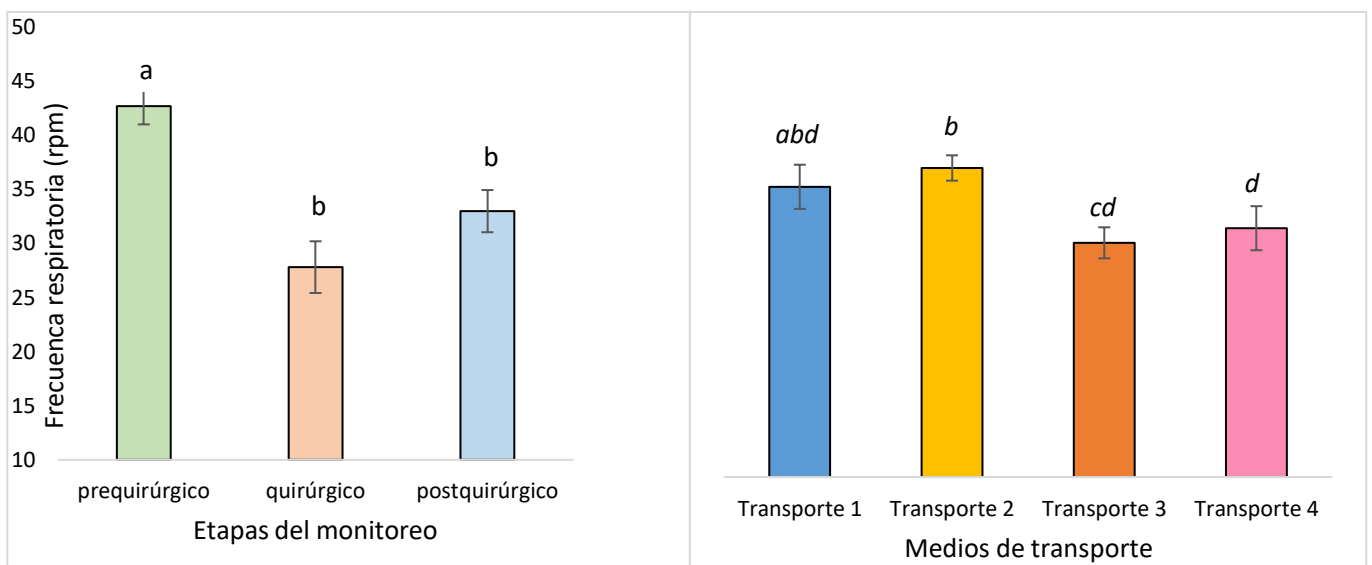 Frecuenca respiratoria (rpm)
50
45
40
35
30
25
20
15
10
a
b
b
prequirúrgico quirúrgico postquirúrgico
Etapas del monitoreo
abd
b
cd
d
Transporte 1 Transporte 2 Transporte 3 Transporte 4
Medios de transporte